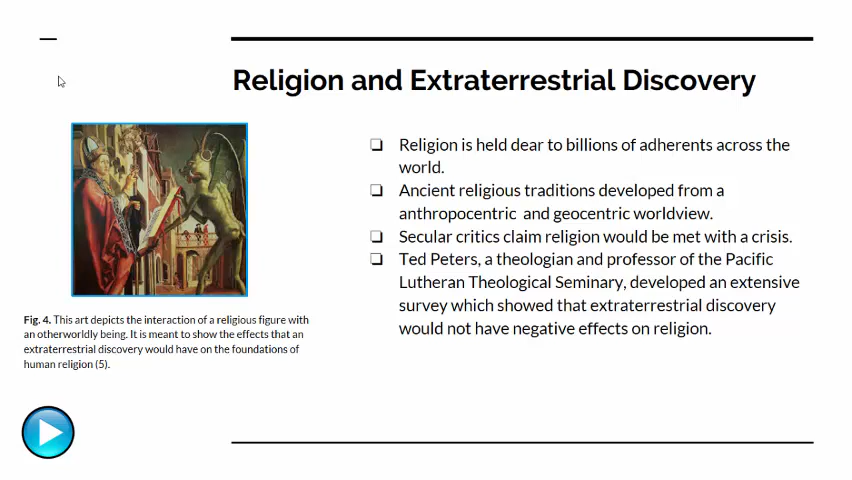 Religion and Extraterrestrial Discovery
❏ Religion is held dear to billions of adherents across the
world.
❏ Ancient religious traditions developed from a
anthropocentric and geocentric worldview.
❏ Secular critics claim religion would be met with a crisis.
❏ Ted Peters, a theologian and professor of the Pacific
Lutheran Theological Seminary, developed an extensive
survey which showed that extraterrestrial discovery
would not have negative effects on religion.
Fig. 4. This art depicts the interaction of a religious figure with
an otherworldly being. It is meant to show the effects that an
extraterrestrial discovery would have on the foundations of
human religion (5).